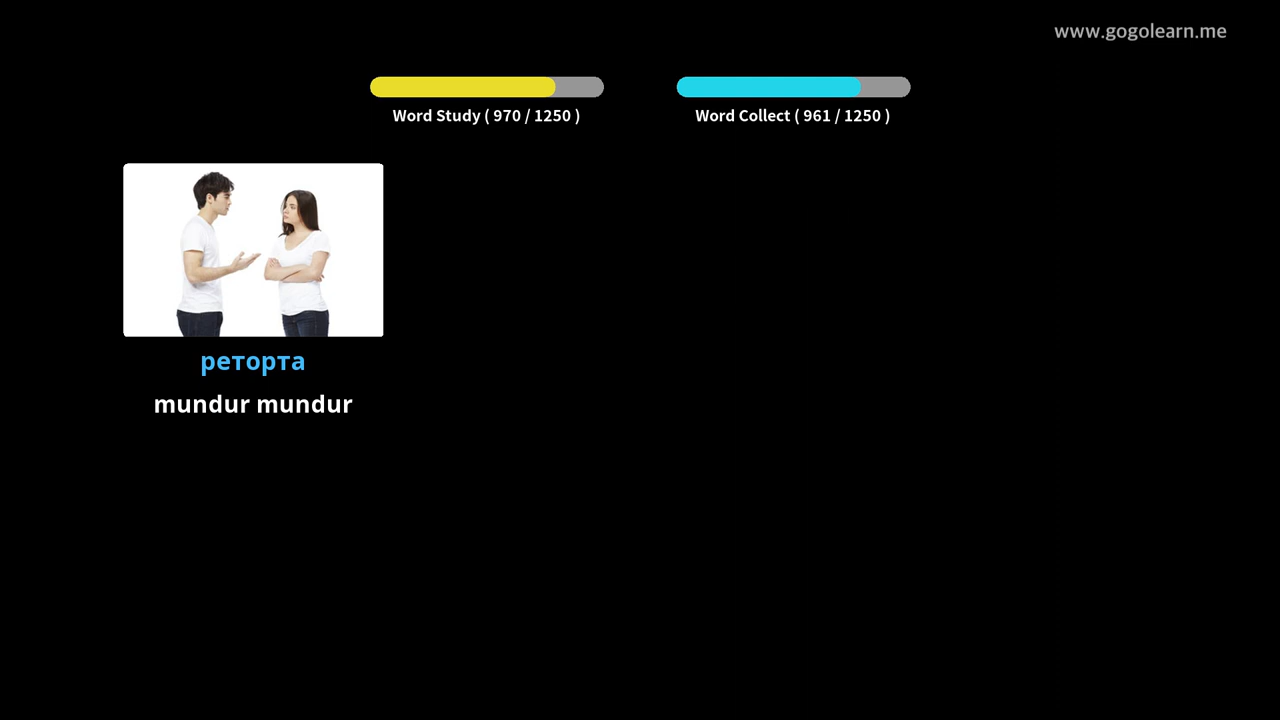 www.gogolearn.me
Word Study ( 970 / 1250 )
Word Collect ( 961 / 1250 )
реторта
mundur mundur